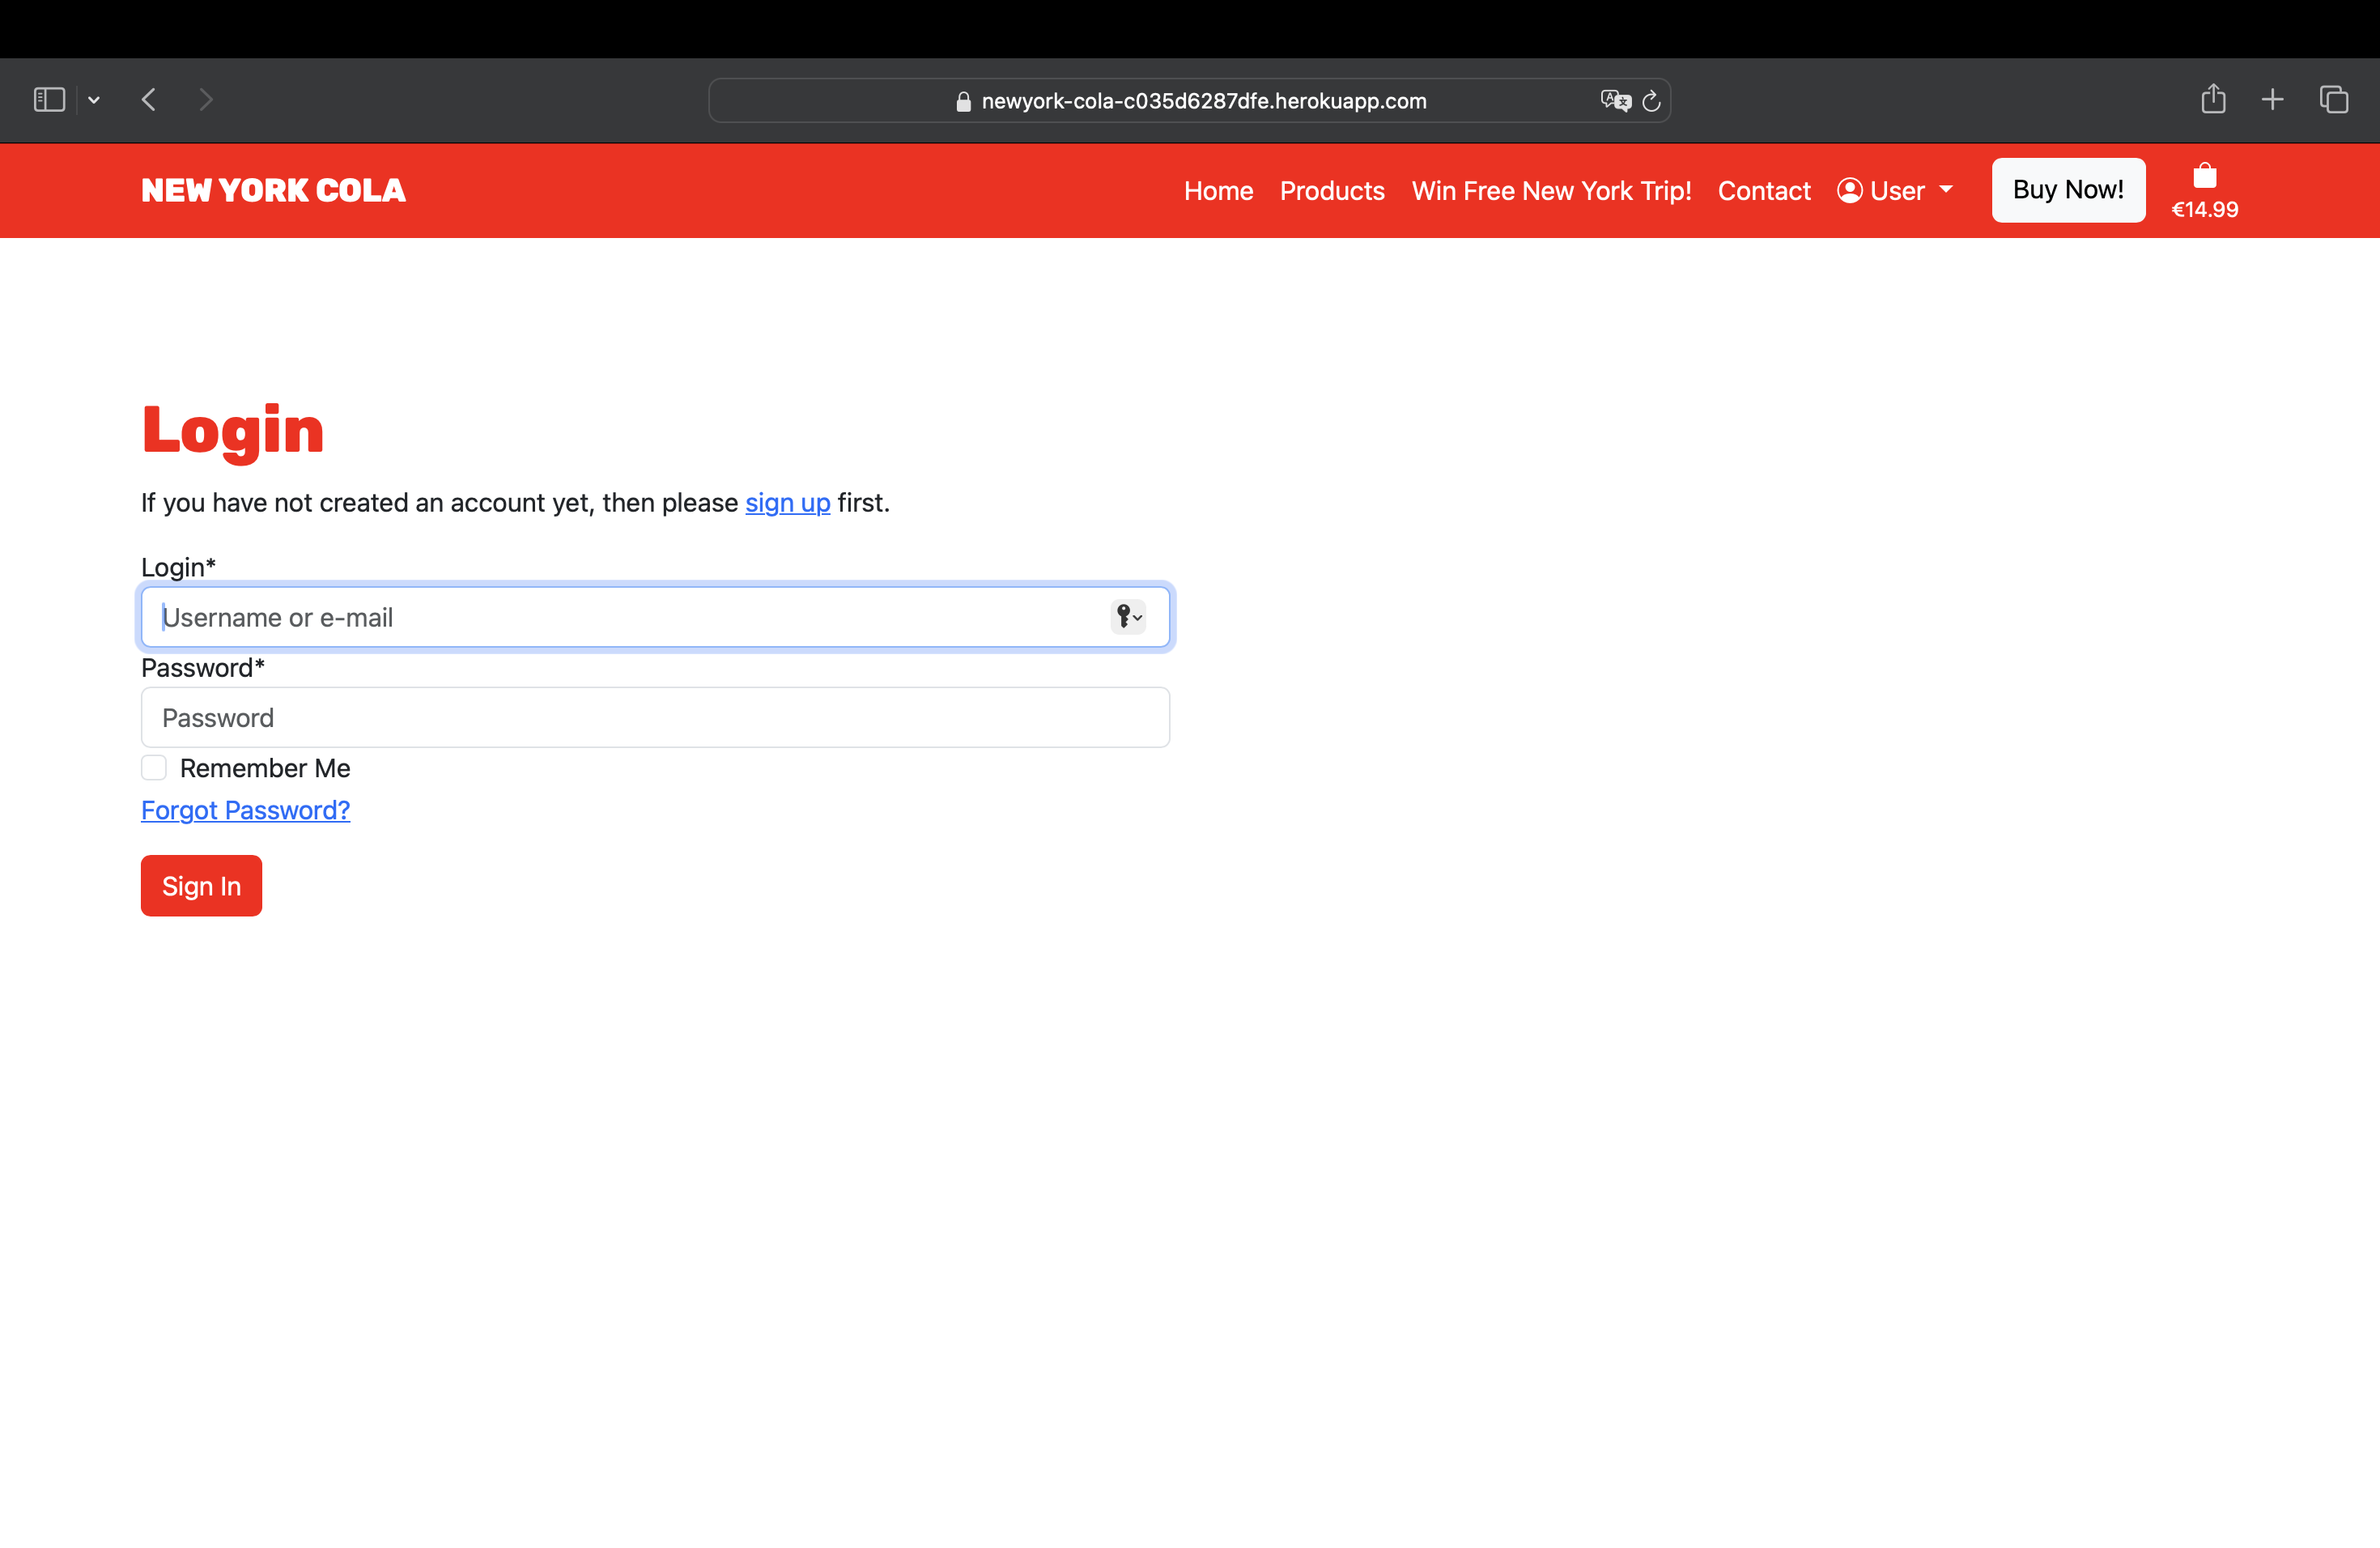 newyork-cola-c035d6287dfe.herokuapp.com
NEW YORK COLA
Home Products Win Free New York Trip! Contact User Buy Now! €14.99
Login
If you have not created an account yet, then please sign up first.
Login*
Username or e-mail
Password*
Password
Remember Me
Forgot Password?
Sign In